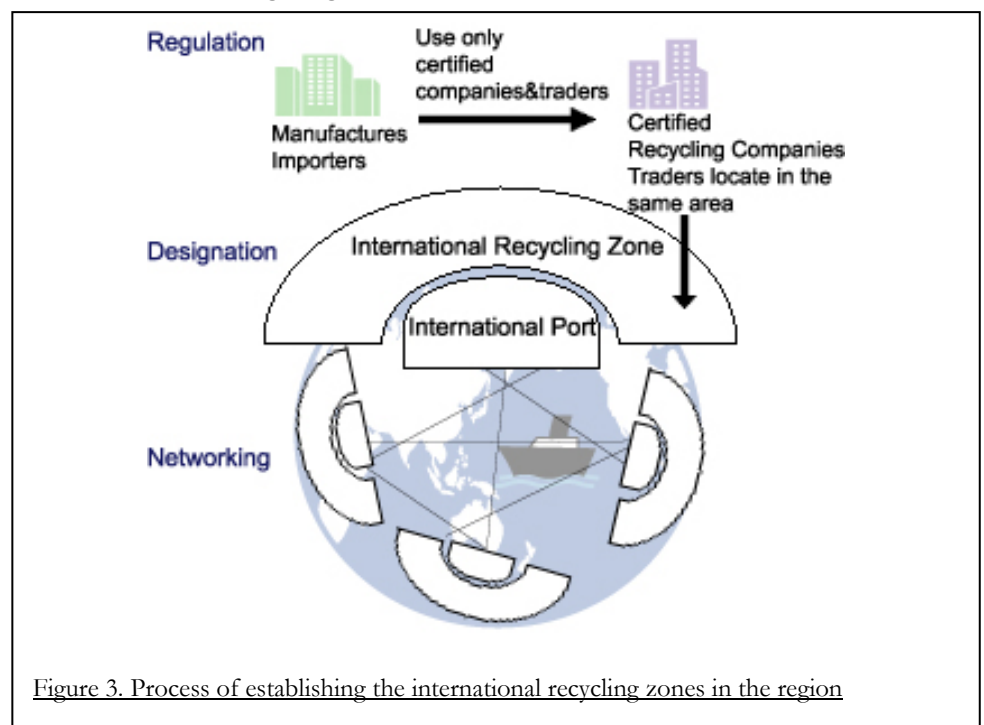 Regulation
Use only
certified
companies&traders
Manufactures
Importers
Certified
Recycling Companies
Traders locate in the
same area
Designation
International Recycling Zone
International Port
Networking
Figure 3. Process of establishing the international recycling zones in the region